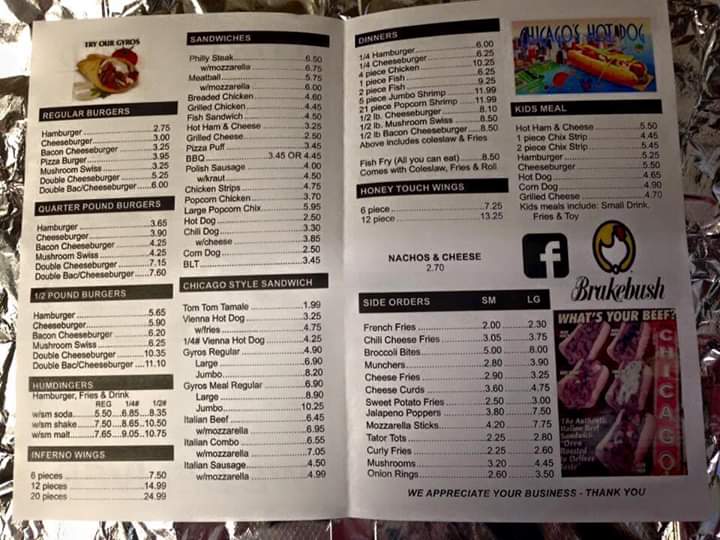 TRY OUR GYROS
REGULAR BURGERS
Hamburger 2.75
Cheeseburger 3.00
Bacon Cheeseburger 3.25
Pizza Burger 3.95
Mushroom Swiss 3.25
Double Cheeseburger 5.25
Double Bac/Cheeseburger 6.00
QUARTER POUND BURGERS
Hamburger 3.65
Cheeseburger 3.90
Bacon Cheeseburger 4.25
Mushroom Swiss 4.25
Double Cheeseburger 7.15
Double Bac/Cheeseburger 7.60
1/2 POUND BURGERS
Hamburger 5.65
Cheeseburger 5.90
Bacon Cheeseburger 6.20
Mushroom Swiss 6.25
Double Cheeseburger 10.35
Double Bac/Cheeseburger 11.10
HUMDINGERS
Hamburger, Fries & Drink
REG 1/4# 1/2#
w/sm soda 5.50 6.85 8.35
w/sm shake 7.50 8.65 10.50
w/sm malt 7.65 9.05 10.75
INFERNO WINGS
6 pieces 7.50
12 pieces 14.99
20 pieces 24.99
SANDWICHES
Philly Steak 6.50
w/mozzarella 6.75
Meatball 5.75
w/mozzarella 6.00
Breaded Chicken 4.60
Grilled Chicken 4.45
Fish Sandwich 4.50
Hot Ham & Cheese 3.25
Grilled Cheese 2.50
Pizza Puff 3.45
BBQ 3.45 OR 4.45
Polish Sausage 4.00
w/kraut 4.50
Chicken Strips 4.75
Popcorn Chicken 3.70
Large Popcorn Chix 5.95
Hot Dog 2.50
Chili Dog 3.30
w/cheese 3.85
Corn Dog 2.50
BLT 3.45
CHICAGO STYLE SANDWICH
Tom Tom Tamale 1.99
Vienna Hot Dog 3.25
w/fries 4.75
1/4# Vienna Hot Dog 4.25
Gyros Regular 4.90
Large 6.90
Jumbo 8.20
Gyros Meal Regular 6.90
Large 8.90
Jumbo 10.25
Italian Beef 6.45
w/mozzarella 6.95
Italian Combo 6.55
w/mozzarella 7.05
Italian Sausage 4.50
w/mozzarella 4.99
DINNERS
1/4 Hamburger 6.00
1/4 Cheeseburger 6.25
4 piece Chicken 10.25
1 piece Fish 6.25
2 piece Fish 9.25
5 piece Jumbo Shrimp 11.99
21 piece Popcorn Shrimp 11.99
1/2 lb. Cheeseburger 8.10
1/2 lb. Mushroom Swiss 8.50
1/2 lb Bacon Cheeseburger 8.50
Above includes coleslaw & Fries
Fish Fry (All you can eat) 8.50
Comes with Coleslaw, Fries & Roll
HONEY TOUCH WINGS
6 piece 7.25
12 piece 13.25
NACHOS & CHEESE
2.70
CHICAGO'S HOT DOG
KIDS MEAL
Hot Ham & Cheese 5.50
1 piece Chix Strip 4.45
2 piece Chix Strip 5.45
Hamburger 5.25
Cheeseburger 5.50
Hot Dog 4.65
Corn Dog 4.90
Grilled Cheese 4.70
Kids meals include: Small Drink,
Fries & Toy
f
Brakebush
SIDE ORDERS SM LG
French Fries 2.00 2.30
Chili Cheese Fries 3.05 3.75
Broccoli Bites 5.00 8.00
Munchers 2.80 3.90
Cheese Fries 2.90 3.25
Cheese Curds 3.60 4.75
Sweet Potato Fries 2.50 3.00
Jalapeno Poppers 3.80 7.50
Mozzarella Sticks 4.20 7.75
Tator Tots 2.25 2.80
Curly Fries 2.25 2.60
Mushrooms 3.20 4.45
Onion Rings 2.60 3.50
WHAT'S YOUR BEEF?
CHICAGO
The Authentic
Italian Beef
Sandwich
WE APPRECIATE YOUR BUSINESS - THANK YOU